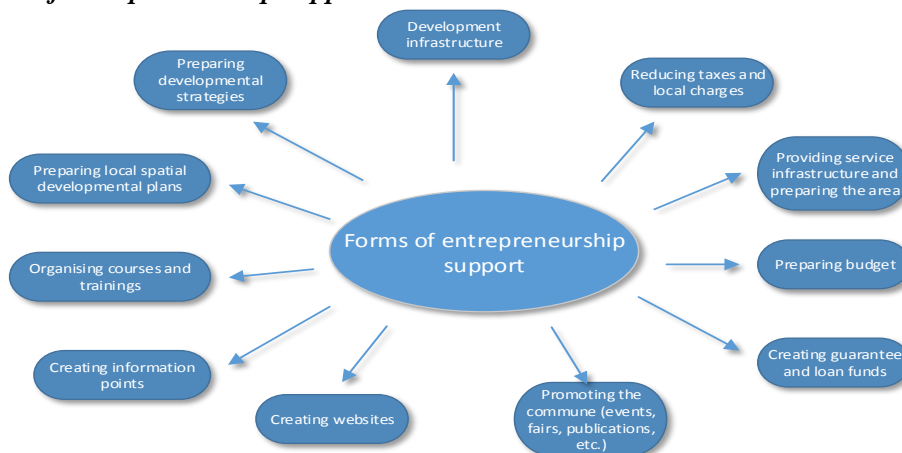 Development
infrastructure
Preparing
developmental
strategies
Reducing taxes and
local charges
Preparing local spatial
developmental plans
Providing service
infrastructure and
preparing the area
Forms of entrepreneurship
support
Organising courses and
trainings
Preparing budget
Creating information
points
Creating guarantee
and loan funds
Creating websites
Promoting the
commune (events,
fairs, publications,
etc.)